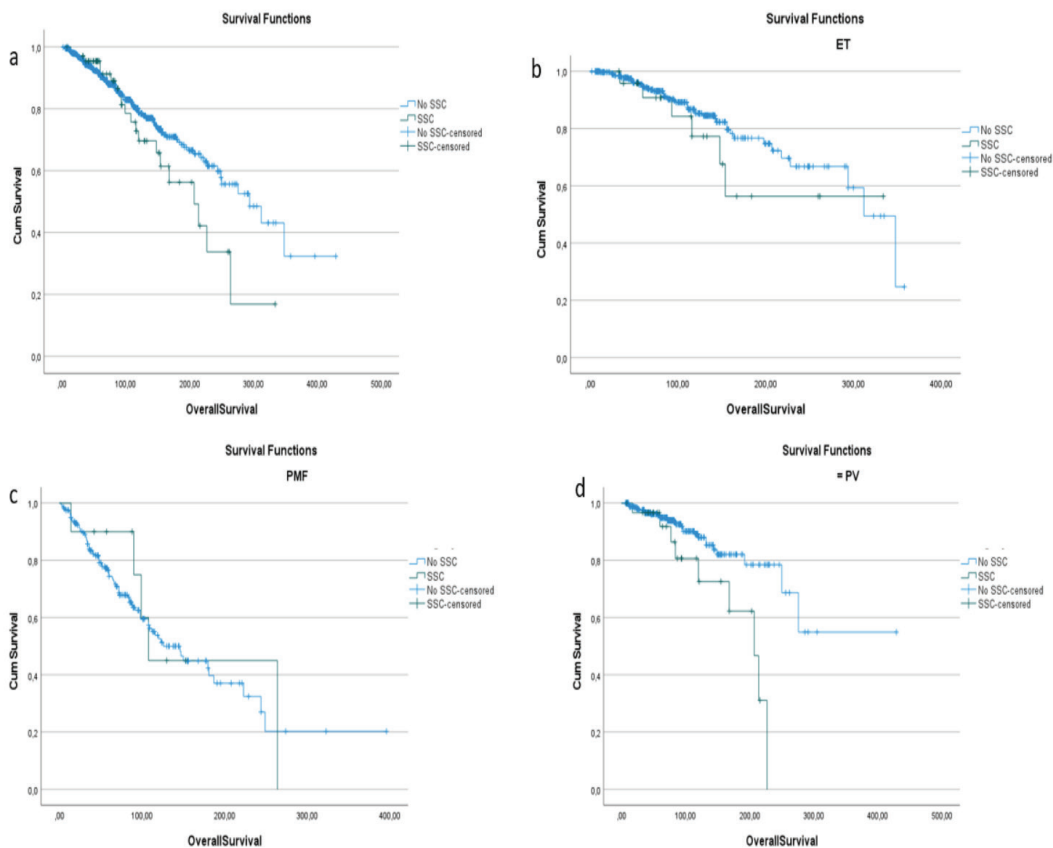 a
Survival Functions
Cum Survival
1,0
0,8
0,6
0,4
0,2
0,0
,00 100,00 200,00 300,00 400,00 500,00
OverallSurvival
No SSC
SSC
No SSC-censored
SSC-censored
b
Survival Functions
ET
Cum Survival
1,0
0,8
0,6
0,4
0,2
0,0
,00 100,00 200,00 300,00 400,00
OverallSurvival
No SSC
SSC
No SSC-censored
SSC-censored
c
Survival Functions
PMF
Cum Survival
1,0
0,8
0,6
0,4
0,2
0,0
,00 100,00 200,00 300,00 400,00
OverallSurvival
No SSC
SSC
No SSC-censored
SSC-censored
d
Survival Functions
= PV
Cum Survival
1,0
0,8
0,6
0,4
0,2
0,0
,00 100,00 200,00 300,00 400,00 500,00
OverallSurvival
No SSC
SSC
No SSC-censored
SSC-censored